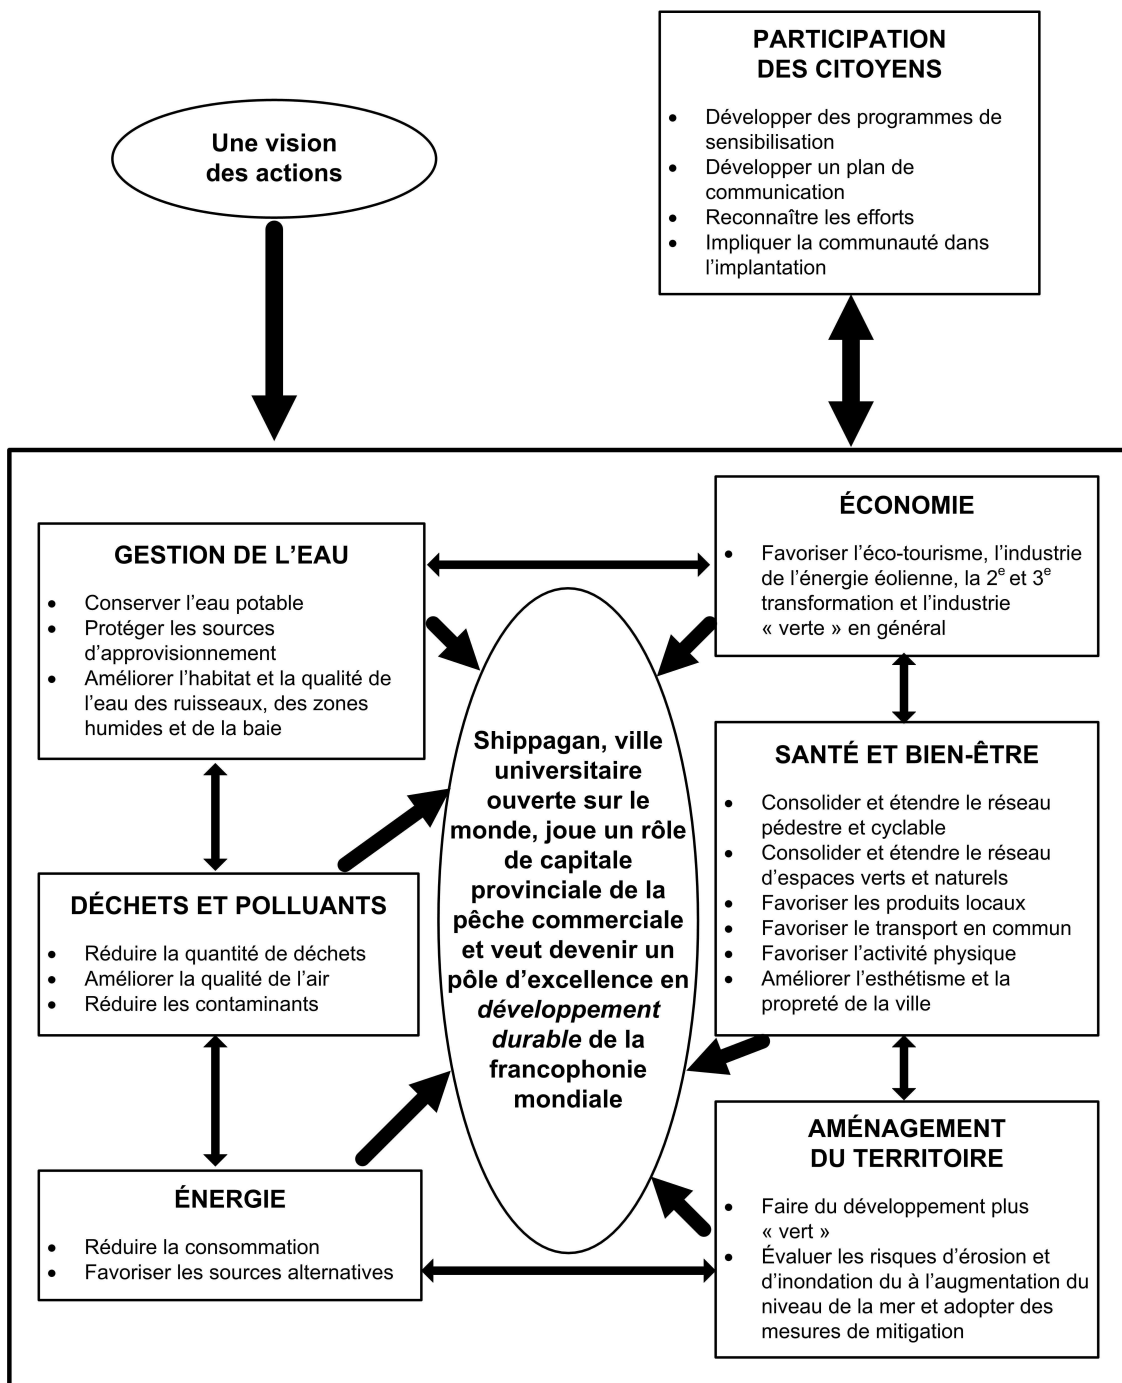 Une vision
des actions
PARTICIPATION
DES CITOYENS
• Développer des programmes de
sensibilisation
• Développer un plan de
communication
• Reconnaître les efforts
• Impliquer la communauté dans
l’implantation
GESTION DE L’EAU
• Conserver l’eau potable
• Protéger les sources
d’approvisionnement
• Améliorer l’habitat et la qualité de
l’eau des ruisseaux, des zones
humides et de la baie
ÉCONOMIE
• Favoriser l’éco-tourisme, l’industrie
de l’énergie éolienne, la 2e et 3e
transformation et l’industrie
« verte » en général
Shippagan, ville
universitaire
ouverte sur le
monde, joue un rôle
de capitale
provinciale de la
pêche commerciale
et veut devenir un
pôle d’excellence en
développement
durable de la
francophonie
mondiale
SANTÉ ET BIEN-ÊTRE
• Consolider et étendre le réseau
pédestre et cyclable
• Consolider et étendre le réseau
d’espaces verts et naturels
• Favoriser les produits locaux
• Favoriser le transport en commun
• Favoriser l’activité physique
• Améliorer l’esthétisme et la
propreté de la ville
DÉCHETS ET POLLUANTS
• Réduire la quantité de déchets
• Améliorer la qualité de l’air
• Réduire les contaminants
ÉNERGIE
• Réduire la consommation
• Favoriser les sources alternatives
AMÉNAGEMENT
DU TERRITOIRE
• Faire du développement plus
« vert »
• Évaluer les risques d’érosion et
d’inondation du à l’augmentation du
niveau de la mer et adopter des
mesures de mitigation